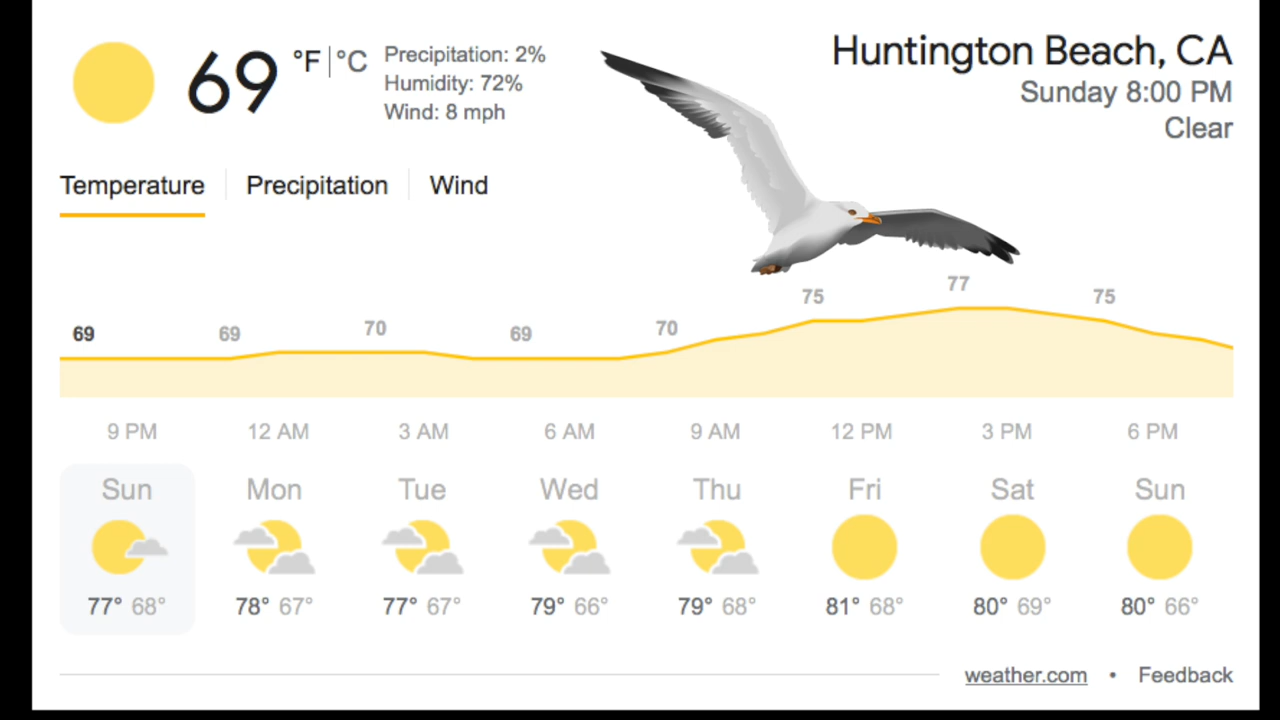 69 °F | °C
Precipitation: 2%
Humidity: 72%
Wind: 8 mph
Huntington Beach, CA
Sunday 8:00 PM
Clear
Temperature Precipitation Wind
69 69 70 69 70 75 77 75
9 PM 12 AM 3 AM 6 AM 9 AM 12 PM 3 PM 6 PM
Sun Mon Tue Wed Thu Fri Sat Sun
77° 68° 78° 67° 77° 67° 79° 66° 79° 68° 81° 68° 80° 69° 80° 66°
weather.com • Feedback